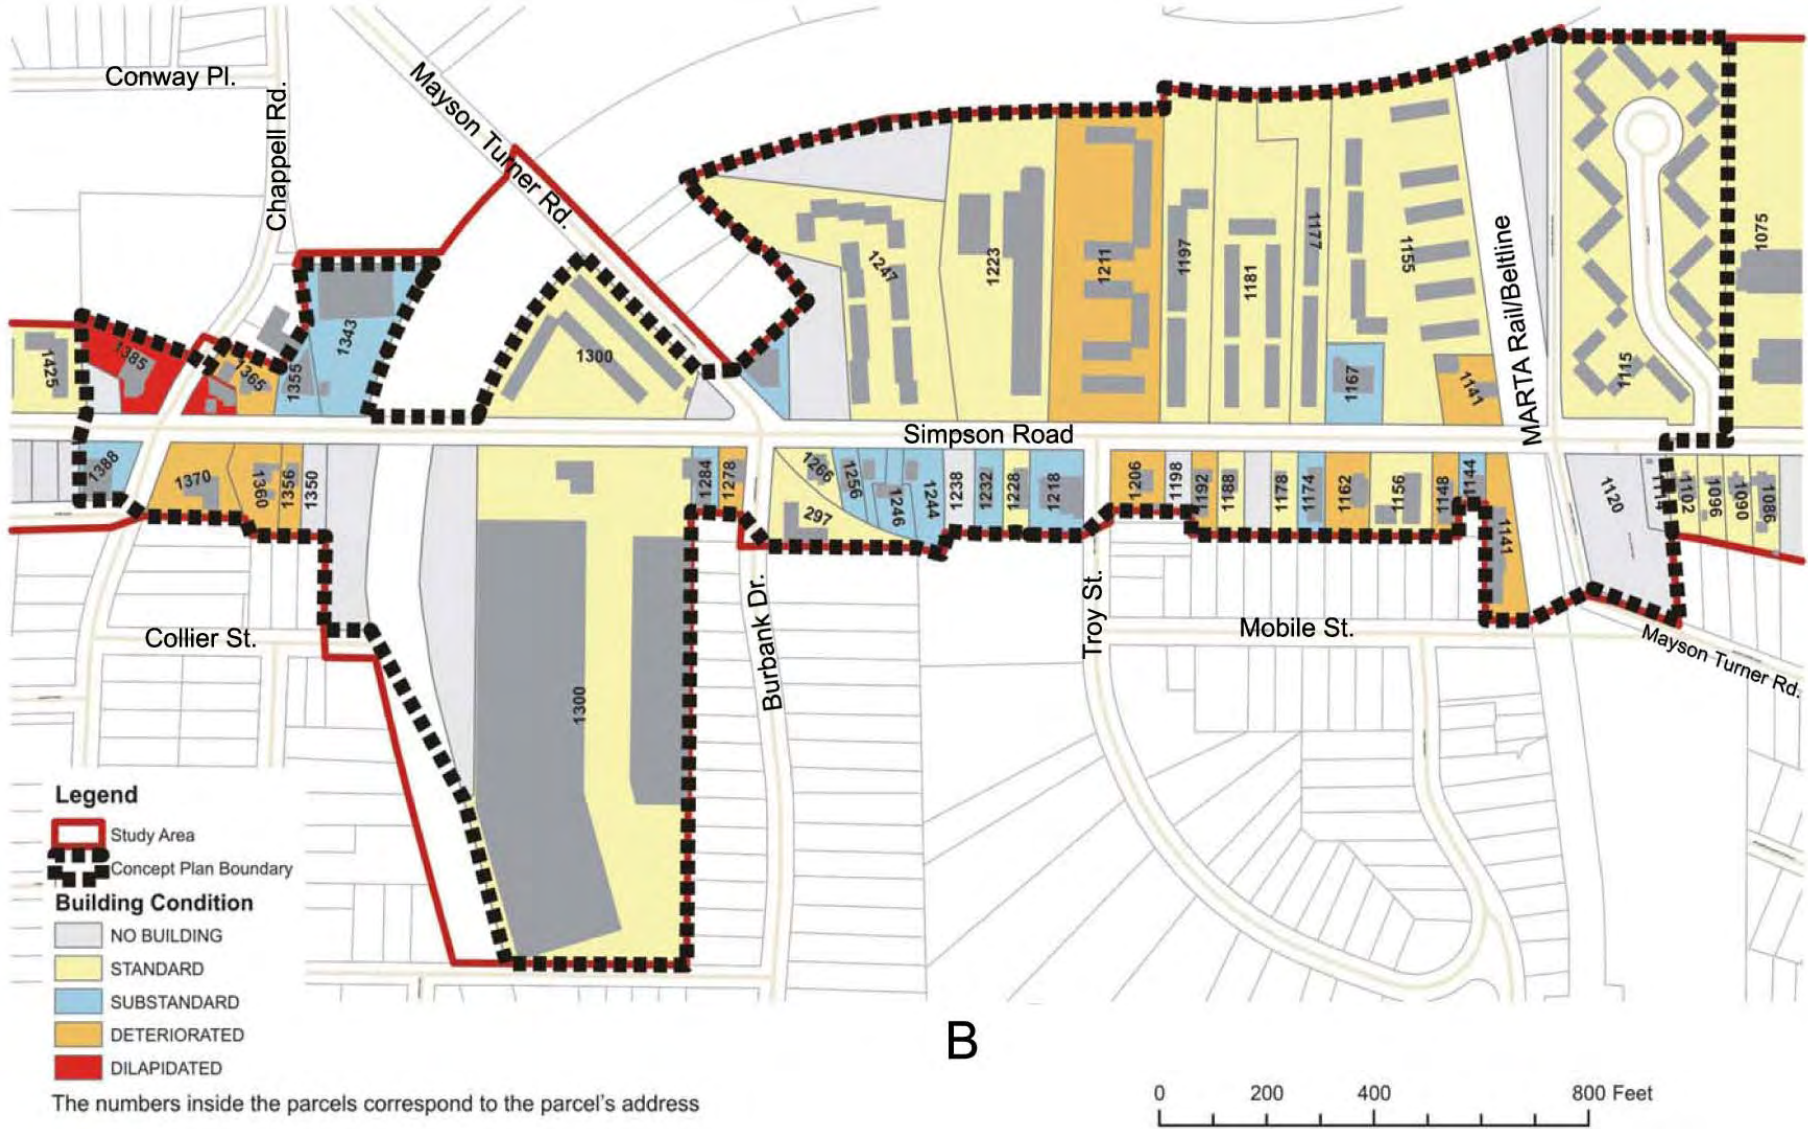 Conway Pl.
Chappell Rd.
Mayson Turner Rd.
MARTA Rail/Beltline
1425
1385
1365
1355
1343
1300
1247
1223
1211
1197
1181
1177
1155
1167
1141
1115
1075
Simpson Road
1388
1370
1360
1356
1350
1284
1278
1266
1256
1246
1244
297
1238
1232
1228
1218
1206
1198
1192
1188
1178
1174
1162
1156
1148
1144
1141
1120
1114
1102
1096
1090
1086
1300
Collier St.
Burbank Dr.
Troy St.
Mobile St.
Mayson Turner Rd.
Legend
Study Area
Concept Plan Boundary
Building Condition
NO BUILDING
STANDARD
SUBSTANDARD
DETERIORATED
DILAPIDATED
The numbers inside the parcels correspond to the parcel's address
B
0 200 400 800 Feet